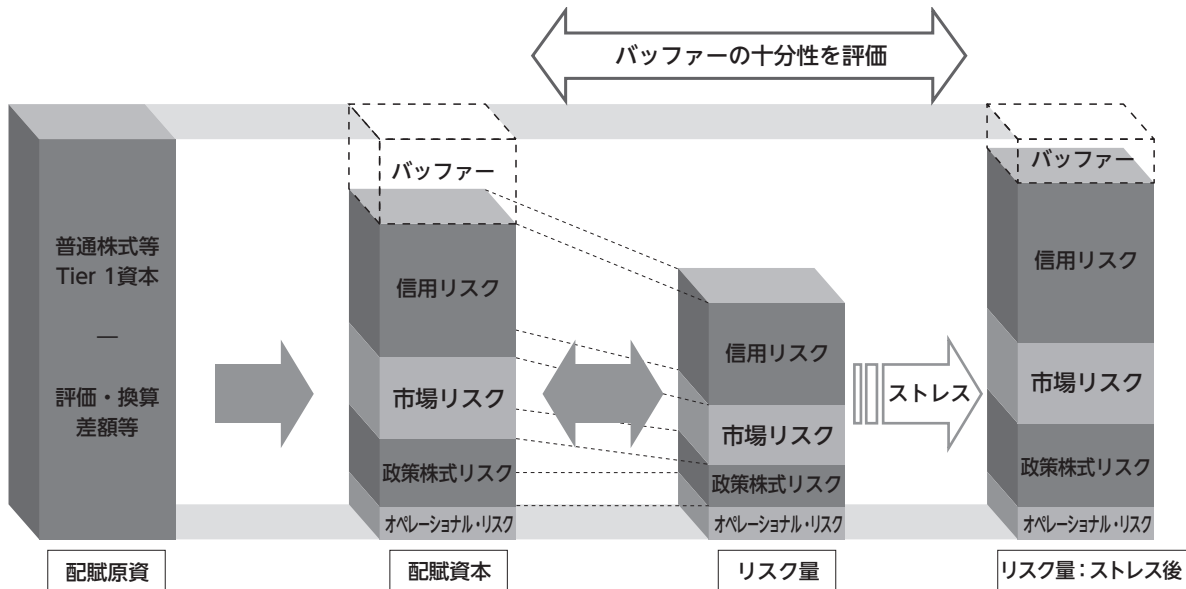 バッファーの十分性を評価
普通株式等
Tier 1資本
―
評価・換算
差額等
配賦原資
バッファー
信用リスク
市場リスク
政策株式リスク
オペレーショナル・リスク
配賦資本
信用リスク
市場リスク
政策株式リスク
オペレーショナル・リスク
リスク量
ストレス
バッファー
信用リスク
市場リスク
政策株式リスク
オペレーショナル・リスク
リスク量：ストレス後